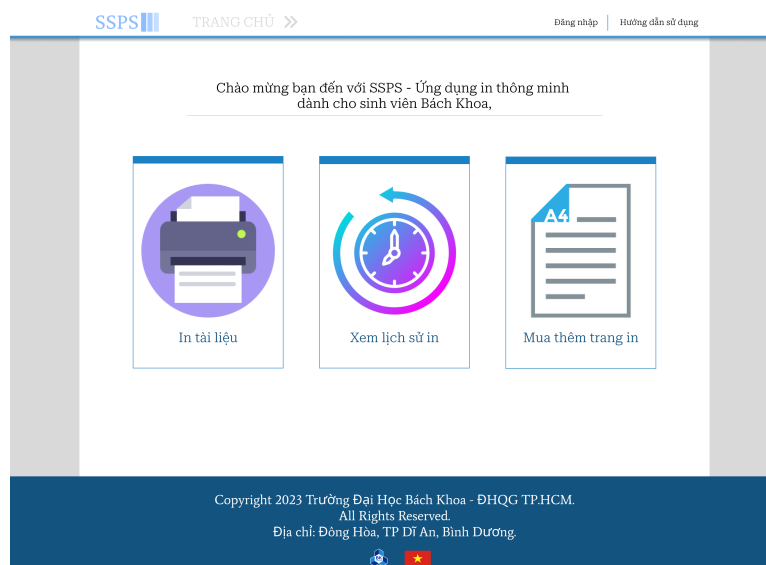 SSPS
TRANG CHỦ
Đăng nhập
Hướng dẫn sử dụng
Chào mừng bạn đến với SSPS - Ứng dụng in thông minh
dành cho sinh viên Bách Khoa,
A4
In tài liệu
Xem lịch sử in
Mua thêm trang in
Copyright 2023 Trường Đại Học Bách Khoa - ĐHQG TP.HCM.
All Rights Reserved.
Địa chỉ: Đông Hòa, TP Dĩ An, Bình Dương.